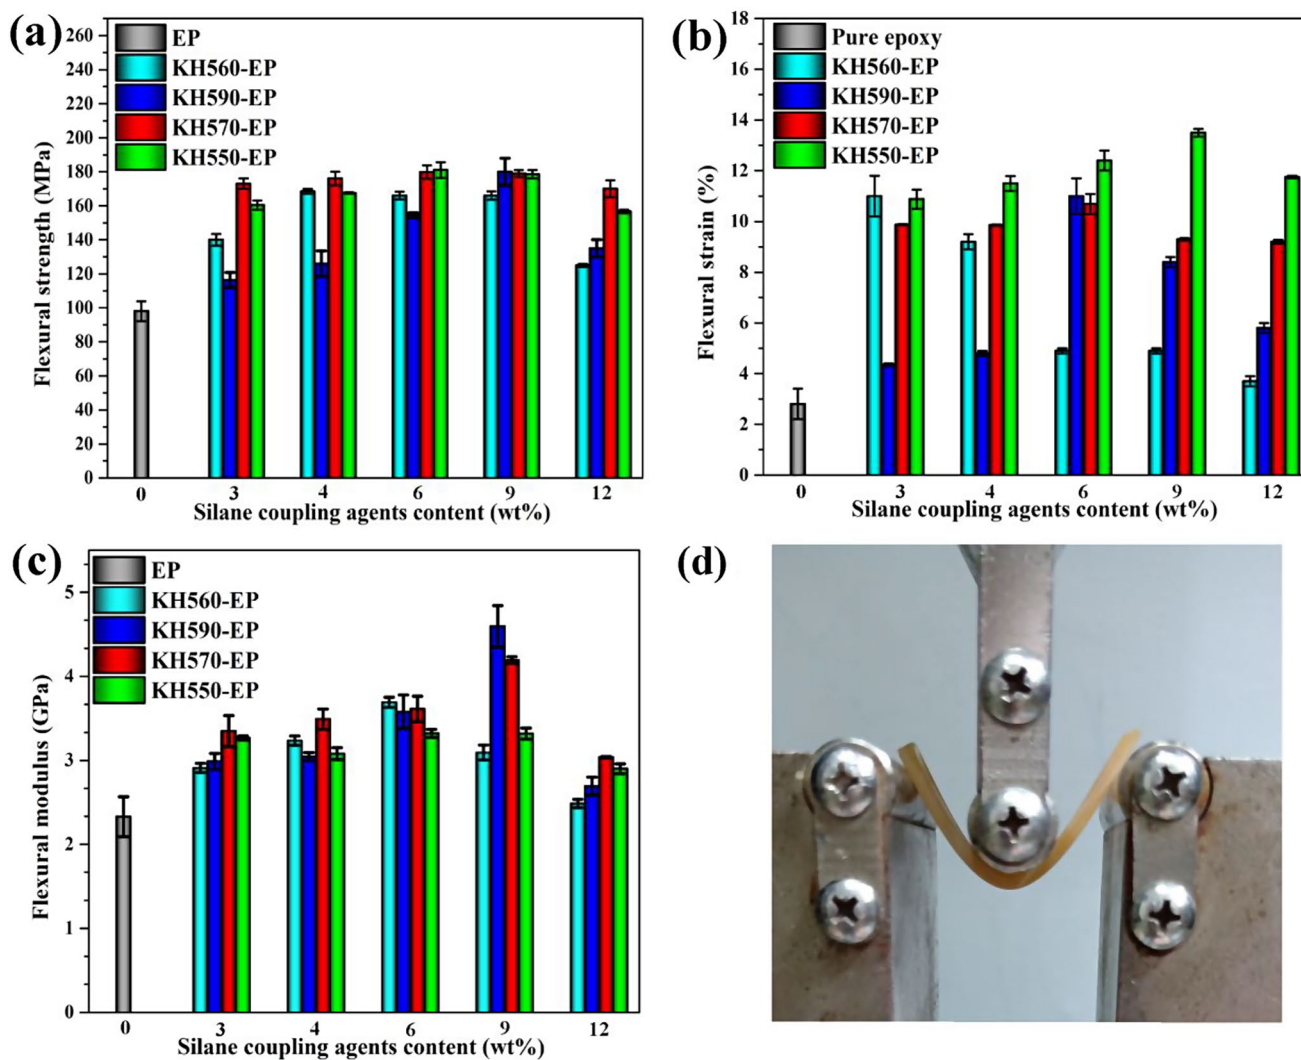 (a)
EP
KH560-EP
KH590-EP
KH570-EP
KH550-EP
260
240
220
200
180
160
140
120
100
80
60
40
20
0
Flexural strength (MPa)
0 3 4 6 9 12
Silane coupling agents content (wt%)
(b)
Pure epoxy
KH560-EP
KH590-EP
KH570-EP
KH550-EP
18
16
14
12
10
8
6
4
2
0
Flexural strain (%)
0 3 4 6 9 12
Silane coupling agents content (wt%)
(c)
EP
KH560-EP
KH590-EP
KH570-EP
KH550-EP
5
4
3
2
1
0
Flexural modulus (GPa)
0 3 4 6 9 12
Silane coupling agents content (wt%)
(d)